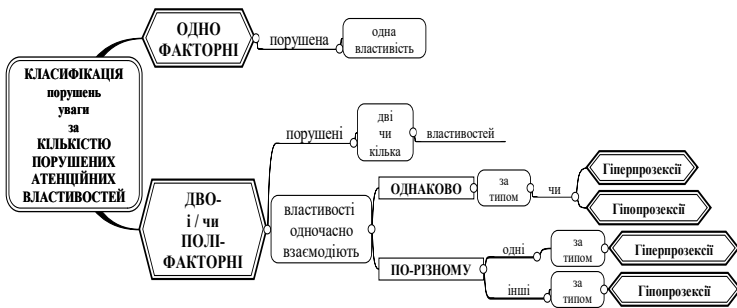 КЛАСИФІКАЦІЯ
порушень
уваги
за
КІЛЬКІСТЮ
ПОРУШЕНИХ
АТЕНЦІЙНИХ
ВЛАСТИВОСТЕЙ
ОДНО
ФАКТОРНІ
порушена
одна
властивість
ДВО-
і / чи
ПОЛІ-
ФАКТОРНІ
порушені
дві
чи
кілька
властивостей
властивості
одночасно
взаємодіють
ОДНАКОВО
за
типом
чи
Гіперпрозексії
Гіпопрозексії
ПО-РІЗНОМУ
одні
за
типом
Гіперпрозексії
інші
за
типом
Гіпопрозексії